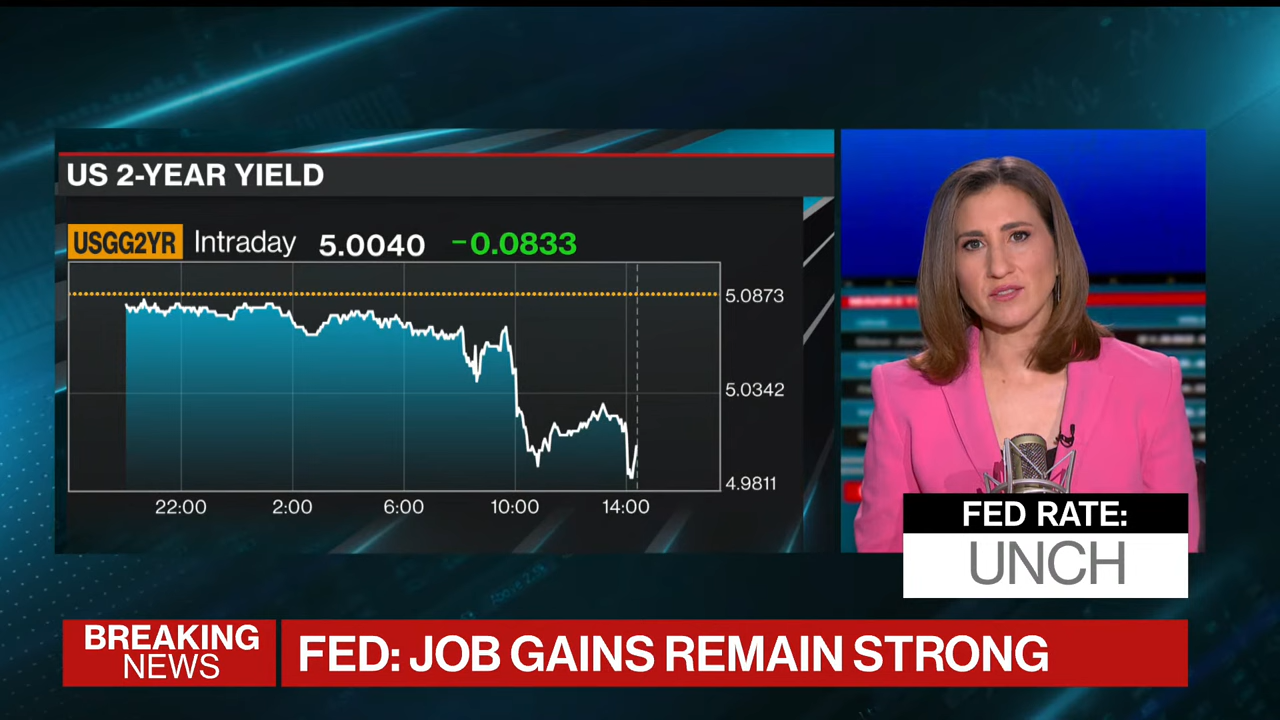 US 2-YEAR YIELD
USGG2YR Intraday 5.0040 -0.0833
5.0873
5.0342
4.9811
22:00 2:00 6:00 10:00 14:00
FED RATE:
UNCH
BREAKING
NEWS
FED: JOB GAINS REMAIN STRONG